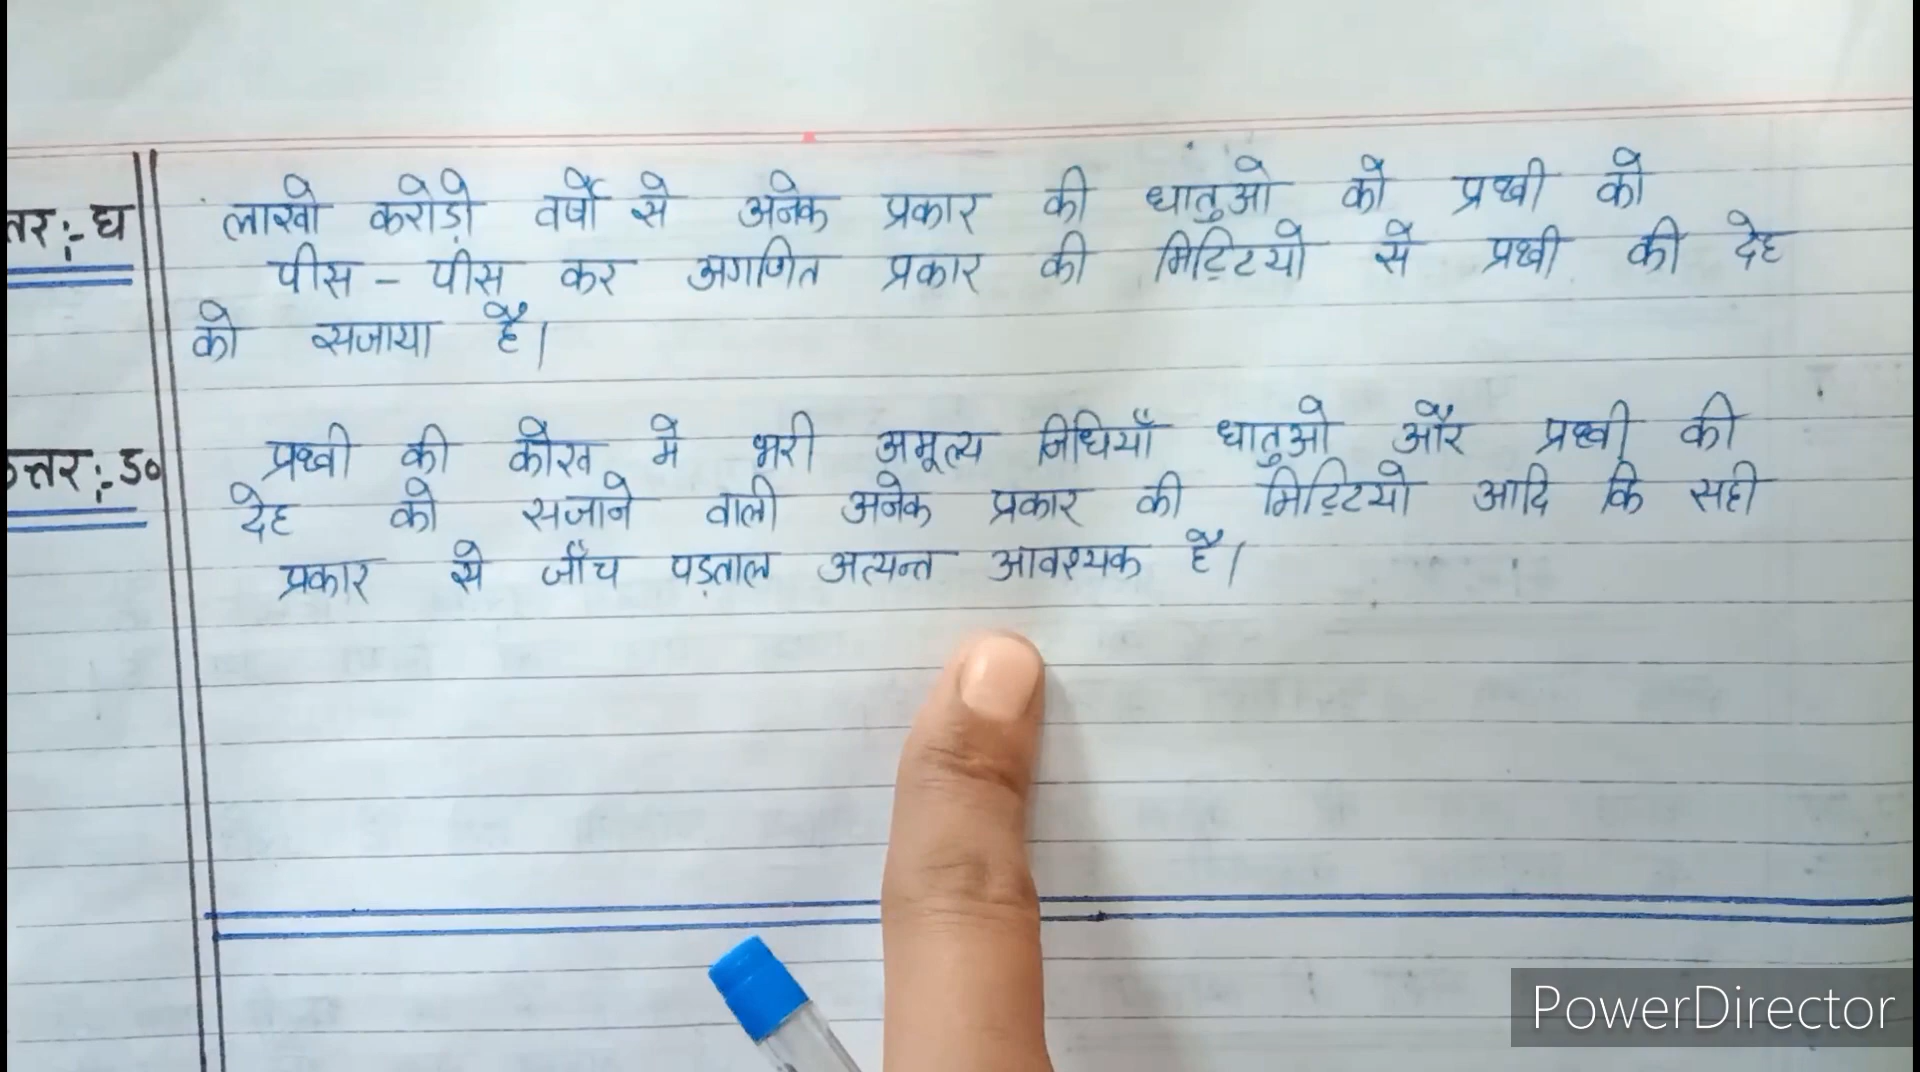 त्तर:- घ लाखो करोड़ो वर्षो से अनेक प्रकार की धातुओ को प्रथ्वी को
पीस - पीस कर अगणित प्रकार की मिट्टियो से प्रथ्वी की देह
को सजाया है।
त्तर:- ङ प्रथ्वी की कोख मे भरी अमूल्य निधियाँ धातुओ और प्रथ्वी की
देह को सजाने वाली अनेक प्रकार की मिट्टियो आदि कि सही
प्रकार से जाँच पड़ताल अत्यन्त आवश्यक है।
PowerDirector